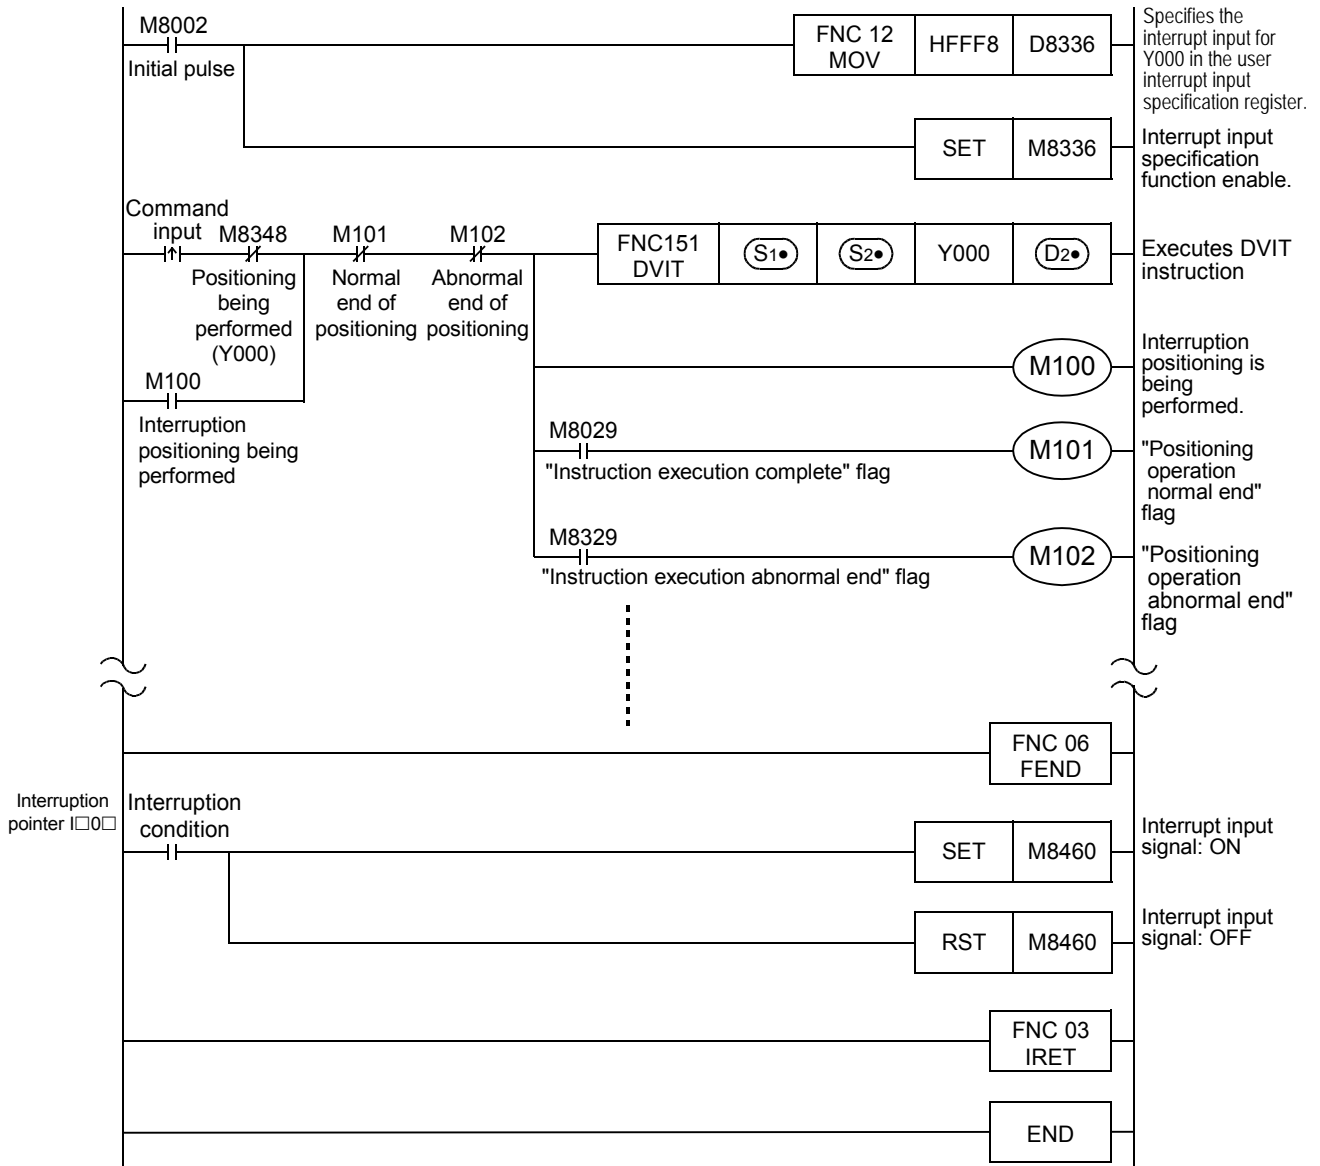 M8002
Initial pulse
FNC 12
MOV
HFFF8
D8336
Specifies the
interrupt input for
Y000 in the user
interrupt input
specification register.
SET
M8336
Interrupt input
specification
function enable.
Command
input
M8348
M101
M102
Positioning
being
performed
(Y000)
Normal
end of
positioning
Abnormal
end of
positioning
FNC151
DVIT
S1•
S2•
Y000
D2•
Executes DVIT
instruction
M100
Interruption
positioning being
performed
M100
Interruption
positioning is
being
performed.
M8029
"Instruction execution complete" flag
M101
"Positioning
operation
normal end"
flag
M8329
"Instruction execution abnormal end" flag
M102
"Positioning
operation
abnormal end"
flag
FNC 06
FEND
Interruption
pointer I□0□
Interruption
condition
SET
M8460
Interrupt input
signal: ON
RST
M8460
Interrupt input
signal: OFF
FNC 03
IRET
END